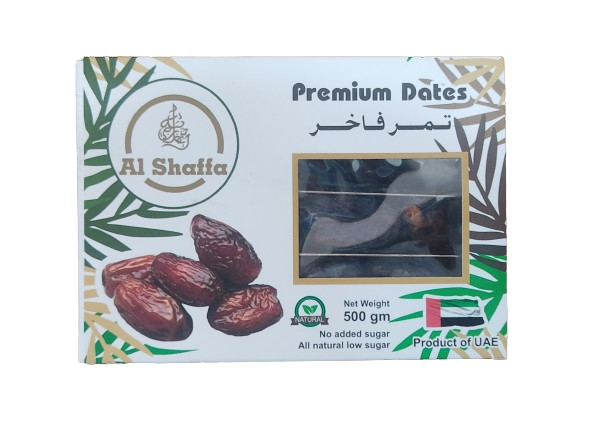 Al Shaffa
Premium Dates
تمر فاخر
NATURAL
Net Weight
500 gm
No added sugar
All natural low sugar
Product of UAE